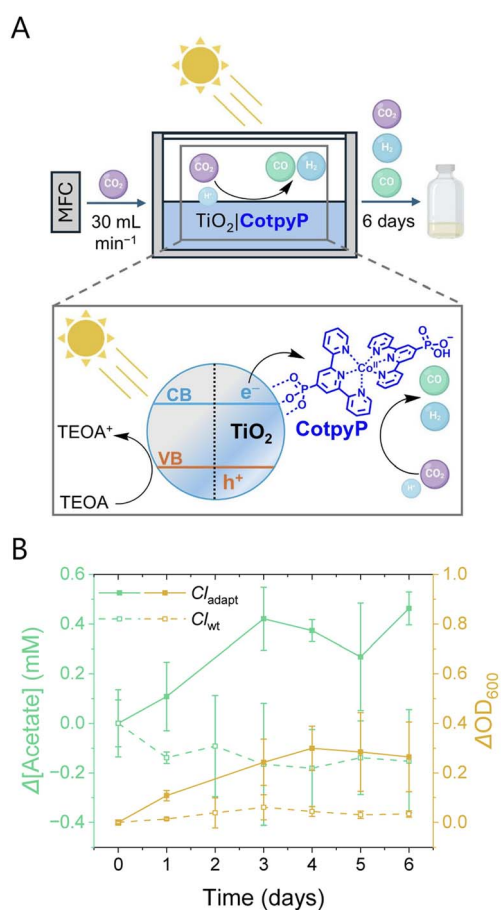 A
MFC
CO₂
30 mL
min⁻¹
CO₂
H⁺
CO
H₂
TiO₂|CotpyP
CO₂
H₂
CO
6 days
CB
e⁻
TiO₂
VB
h⁺
TEOA⁺
TEOA
N
N
N
N
N
N
Coᴵᴵ
O
P
O
O
O
P
O⁻
OH
CotpyP
CO
H₂
CO₂
H⁺
B
Δ[Acetate] (mM)
0.6
0.4
0.2
0.0
−0.2
−0.4
Cl_adapt
Cl_wt
1.0
0.8
0.6
0.4
0.2
0.0
ΔOD₆₀₀
0 1 2 3 4 5 6
Time (days)